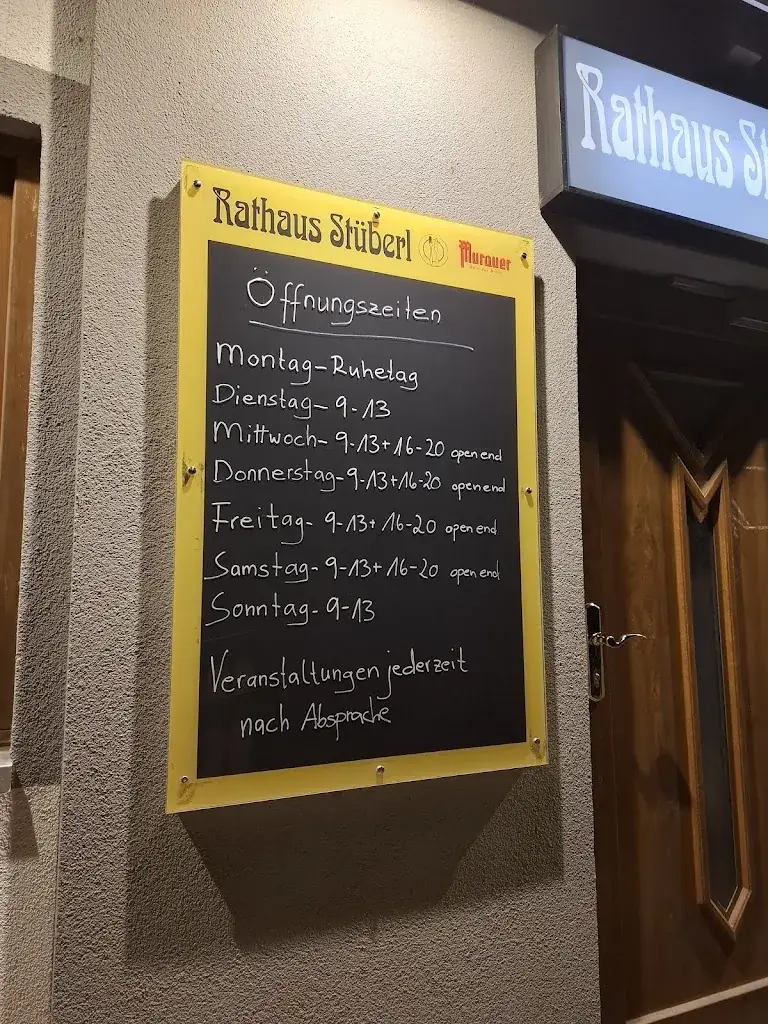 Rathaus St
Rathaus Stüberl
Murauer
Öffnungszeiten
Montag-Ruhetag
Dienstag- 9-13
Mittwoch- 9-13+16-20 open end
Donnerstag-9-13+16-20 open end
Freitag- 9-13+ 16-20 open end
Samstag- 9-13+ 16-20 open end
Sonntag- 9-13
Veranstaltungen jederzeit
nach Absprache